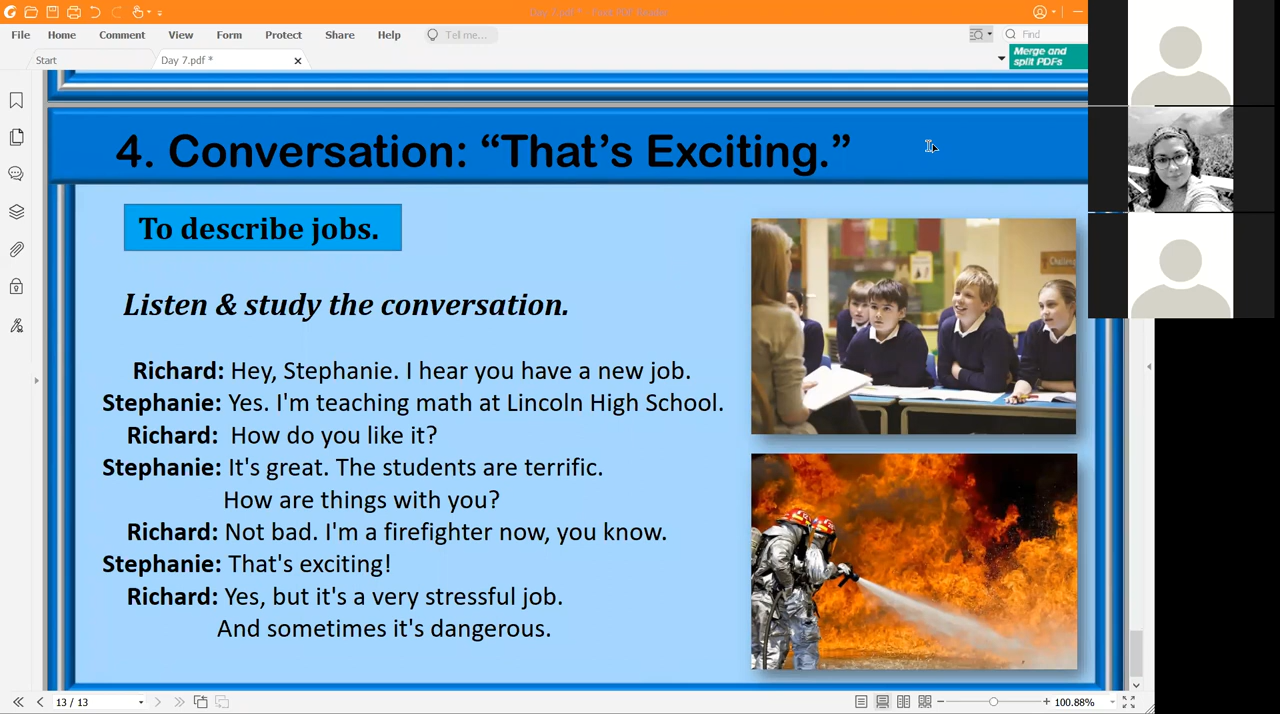 File Home Comment View Form Protect Share Help Tell me... Find
Start Day 7.pdf * Merge and
split PDFs
4. Conversation: “That’s Exciting.”
To describe jobs.
Listen & study the conversation.
Richard: Hey, Stephanie. I hear you have a new job.
Stephanie: Yes. I'm teaching math at Lincoln High School.
Richard: How do you like it?
Stephanie: It's great. The students are terrific.
How are things with you?
Richard: Not bad. I'm a firefighter now, you know.
Stephanie: That's exciting!
Richard: Yes, but it's a very stressful job.
And sometimes it's dangerous.
13 / 13 100.88%